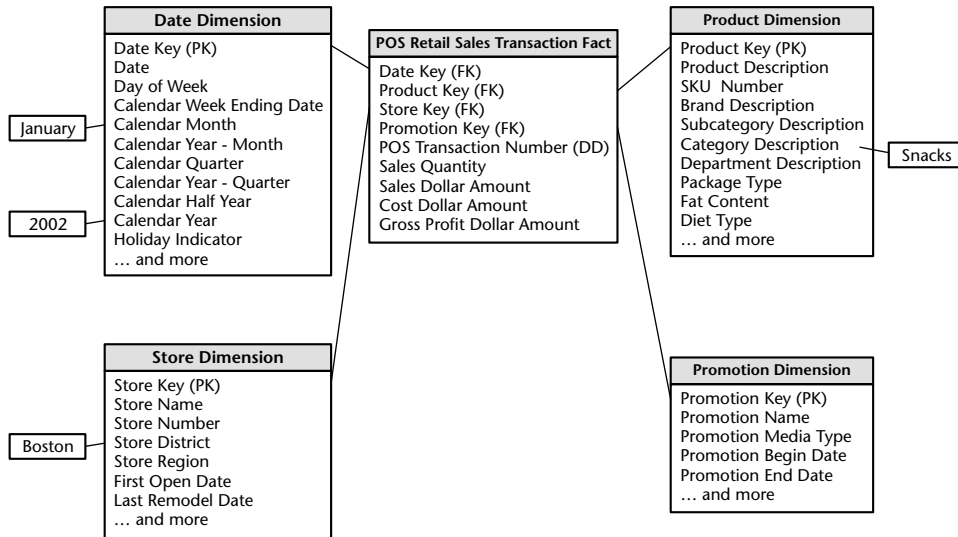 Date Dimension
Date Key (PK)
Date
Day of Week
Calendar Week Ending Date
Calendar Month
Calendar Year - Month
Calendar Quarter
Calendar Year - Quarter
Calendar Half Year
Calendar Year
Holiday Indicator
… and more
January
2002
POS Retail Sales Transaction Fact
Date Key (FK)
Product Key (FK)
Store Key (FK)
Promotion Key (FK)
POS Transaction Number (DD)
Sales Quantity
Sales Dollar Amount
Cost Dollar Amount
Gross Profit Dollar Amount
Product Dimension
Product Key (PK)
Product Description
SKU Number
Brand Description
Subcategory Description
Category Description
Department Description
Package Type
Fat Content
Diet Type
… and more
Snacks
Store Dimension
Store Key (PK)
Store Name
Store Number
Store District
Store Region
First Open Date
Last Remodel Date
… and more
Boston
Promotion Dimension
Promotion Key (PK)
Promotion Name
Promotion Media Type
Promotion Begin Date
Promotion End Date
… and more